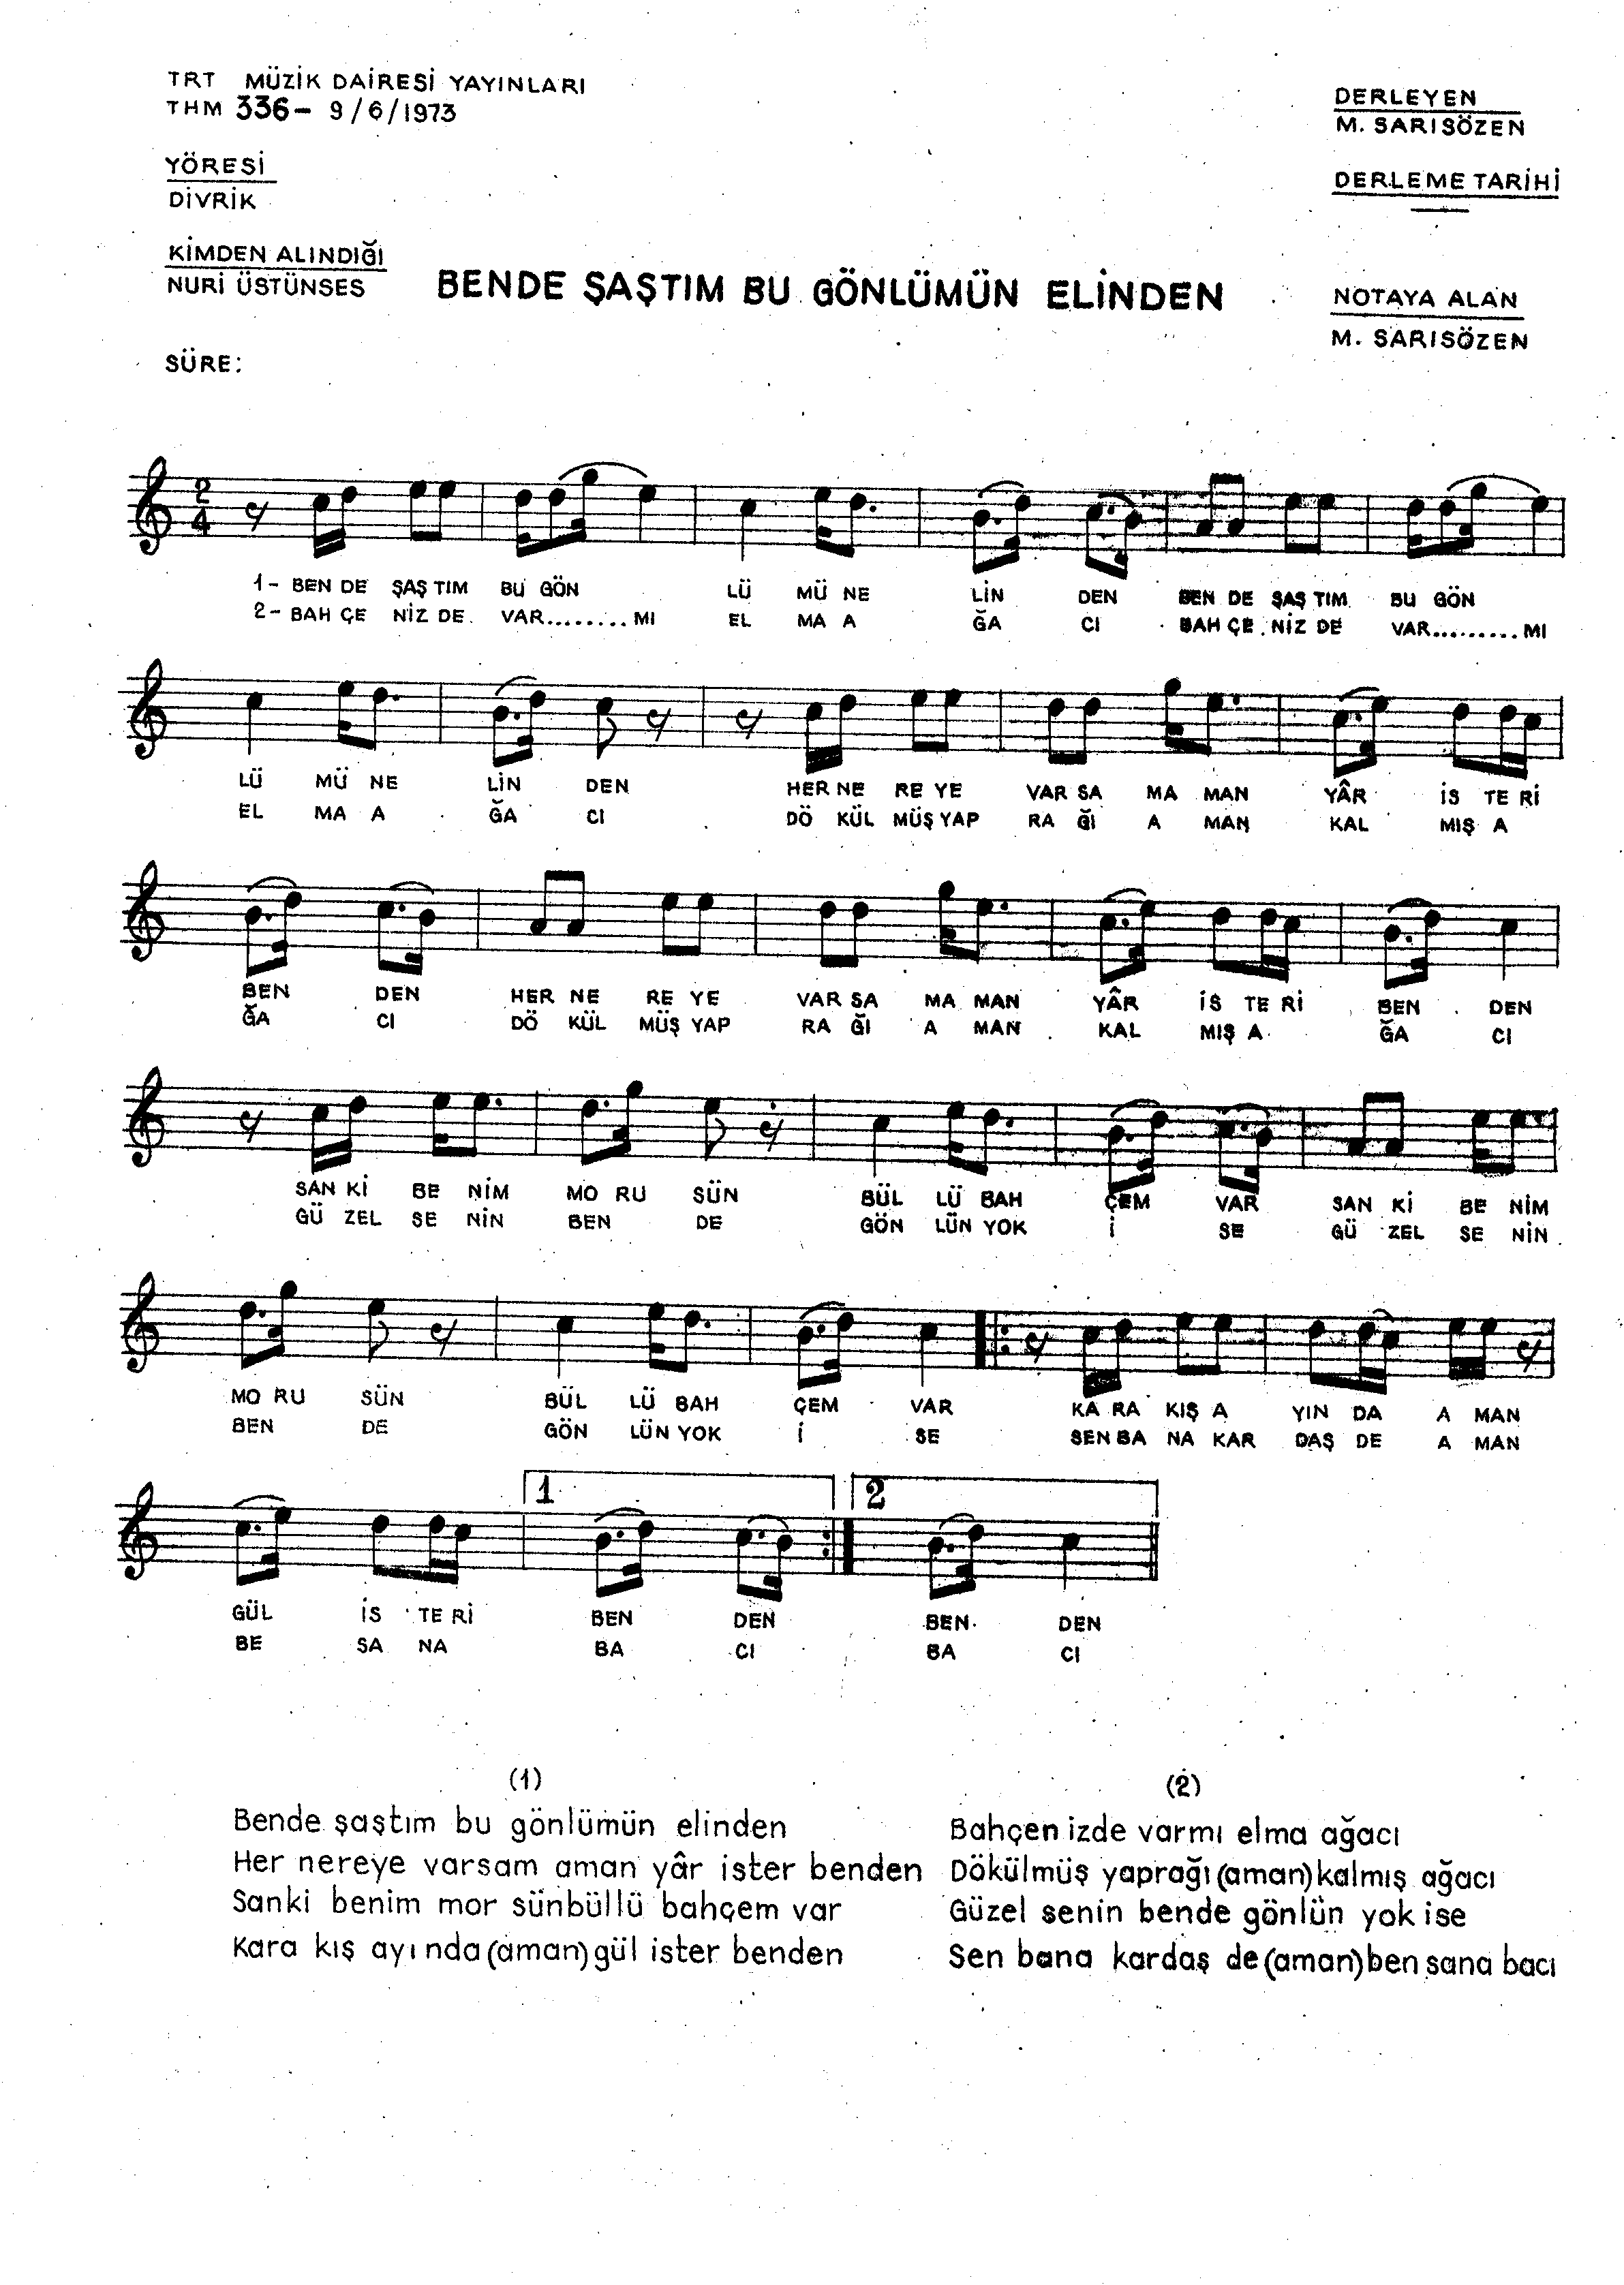 TRT MÜZİK DAİRESİ YAYINLARI
THM 336- 9/6/1973
DERLEYEN
M. SARISÖZEN
YÖRESİ
DİVRİK
DERLEME TARİHİ
KİMDEN ALINDIĞI
NURİ ÜSTÜNSES
BENDE ŞAŞTIM BU GÖNLÜMÜN ELİNDEN
NOTAYA ALAN
M. SARISÖZEN
SÜRE:
2
4
1- BEN DE ŞAŞ TIM BU GÖN LÜ MÜ NE LİN DEN BEN DE ŞAŞ TIM BU GÖN
2- BAH ÇE NİZ DE VAR........MI EL MA A ĞA CI BAH ÇE NİZ DE VAR.........MI
LÜ MÜ NE LİN DEN HER NE RE YE VAR SA MA MAN YÂR İS TE Rİ
EL MA A ĞA CI DÖ KÜL MÜŞ YAP RA ĞI A MAN KAL MIŞ A
BEN DEN HER NE RE YE VAR SA MA MAN YÂR İS TE Rİ BEN DEN
ĞA CI DÖ KÜL MÜŞ YAP RA ĞI A MAN KAL MIŞ A ĞA CI
SAN Kİ BE NİM MO RU SÜN BÜL LÜ BAH ÇEM VAR SAN Kİ BE NİM
GÜ ZEL SE NİN BEN DE GÖN LÜN YOK İ SE GÜ ZEL SE NİN
MO RU SÜN BÜL LÜ BAH ÇEM VAR KA RA KIŞ A YIN DA A MAN
BEN DE GÖN LÜN YOK İ SE SEN BA NA KAR DAŞ DE A MAN
1 2
GÜL İS TE Rİ BEN DEN BEN DEN
BE SA NA BA CI BA CI
(1)
Bende şaştım bu gönlümün elinden
Her nereye varsam aman yâr ister benden
Sanki benim mor sünbüllü bahçem var
Kara kış ayında (aman) gül ister benden
(2)
Bahçenizde varmı elma ağacı
Dökülmüş yaprağı (aman) kalmış ağacı
Güzel senin bende gönlün yok ise
Sen bana kardaş de (aman) ben sana bacı